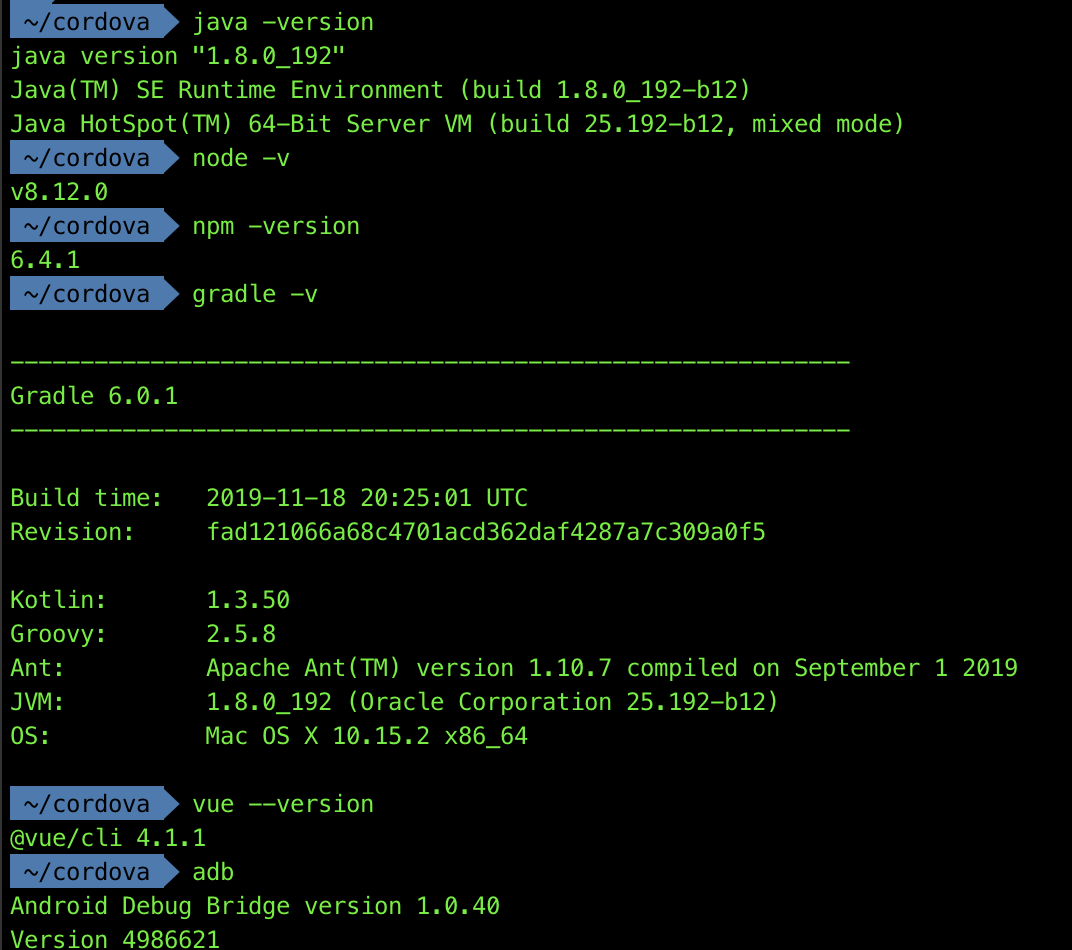 ~/cordova java -version
java version "1.8.0_192"
Java(TM) SE Runtime Environment (build 1.8.0_192-b12)
Java HotSpot(TM) 64-Bit Server VM (build 25.192-b12, mixed mode)
~/cordova node -v
v8.12.0
~/cordova npm -version
6.4.1
~/cordova gradle -v
------------------------------------------------------------
Gradle 6.0.1
------------------------------------------------------------
Build time:   2019-11-18 20:25:01 UTC
Revision:     fad121066a68c4701acd362daf4287a7c309a0f5
Kotlin:       1.3.50
Groovy:       2.5.8
Ant:          Apache Ant(TM) version 1.10.7 compiled on September 1 2019
JVM:          1.8.0_192 (Oracle Corporation 25.192-b12)
OS:           Mac OS X 10.15.2 x86_64
~/cordova vue --version
@vue/cli 4.1.1
~/cordova adb
Android Debug Bridge version 1.0.40
Version 4986621